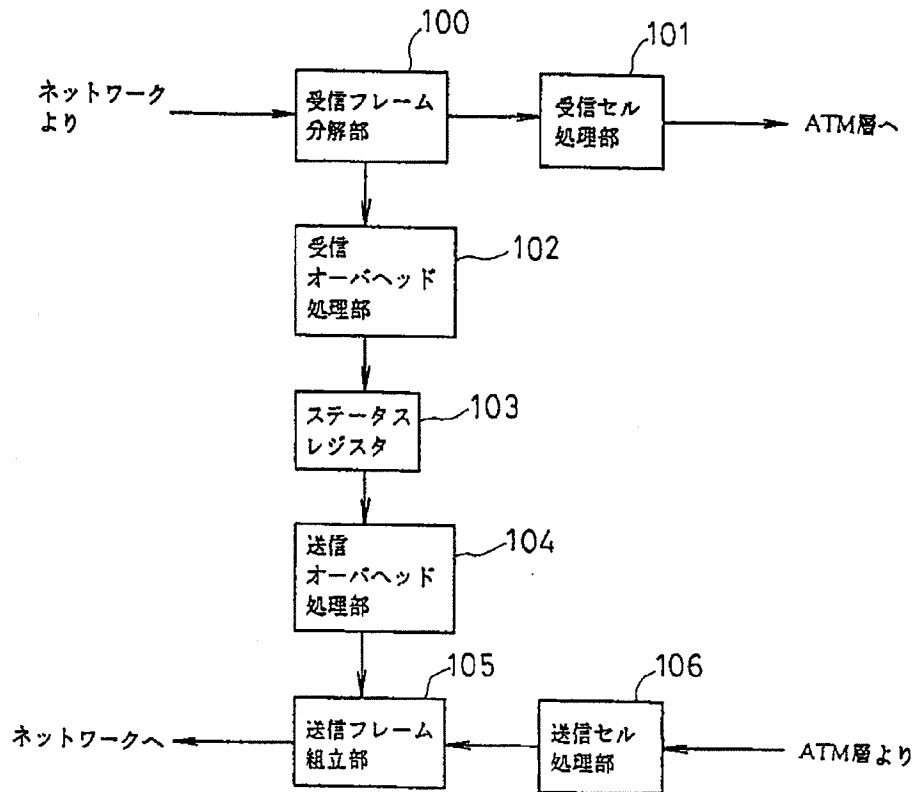 100
101
ネットワーク
より
受信フレーム
分解部
受信セル
処理部
ATM層へ
102
受信
オーバヘッド
処理部
103
ステータス
レジスタ
104
送信
オーバヘッド
処理部
105
106
ネットワークへ
送信フレーム
組立部
送信セル
処理部
ATM層より